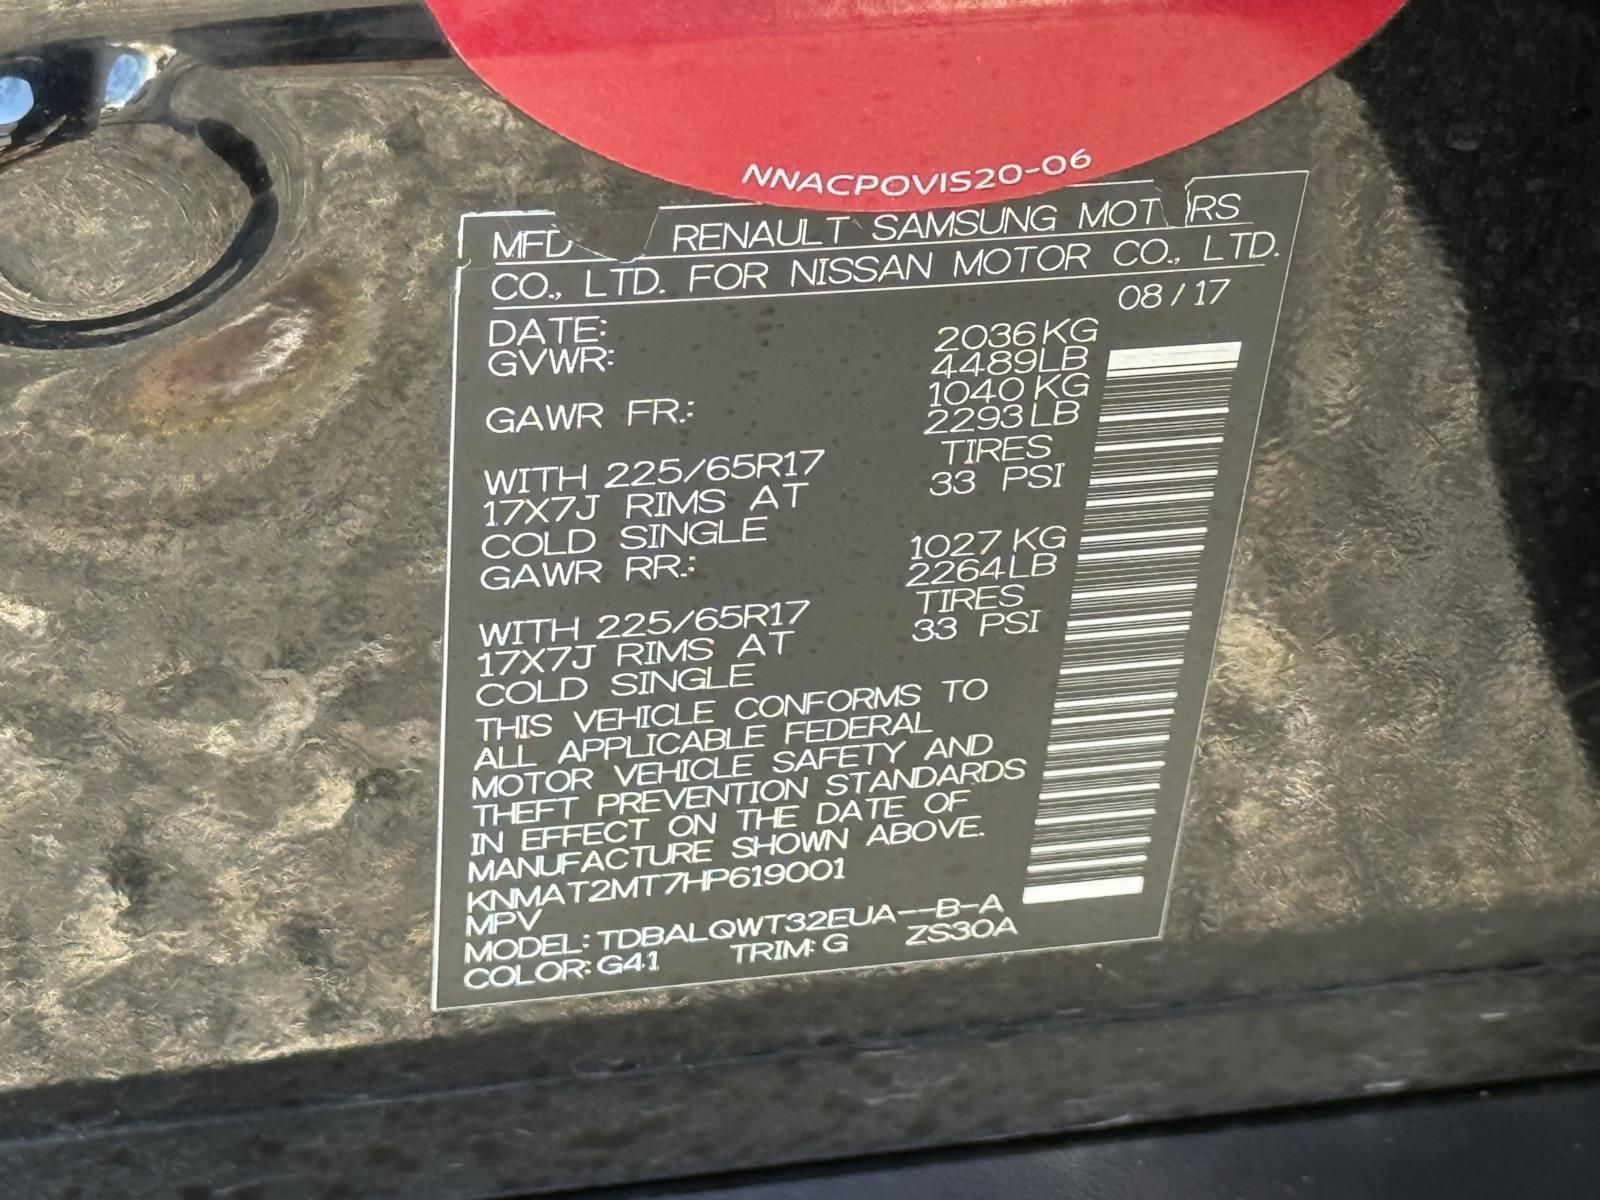 NNACPOVIS20-06
MFD RENAULT SAMSUNG MOT RS
CO., LTD. FOR NISSAN MOTOR CO., LTD.
DATE: 08/17
GVWR: 2036KG
4489LB
GAWR FR.: 1040KG
2293LB
WITH 225/65R17 TIRES
17X7J RIMS AT 33 PSI
COLD SINGLE
GAWR RR.: 1027KG
2264LB
WITH 225/65R17 TIRES
17X7J RIMS AT 33 PSI
COLD SINGLE
THIS VEHICLE CONFORMS TO
ALL APPLICABLE FEDERAL
MOTOR VEHICLE SAFETY AND
THEFT PREVENTION STANDARDS
IN EFFECT ON THE DATE OF
MANUFACTURE SHOWN ABOVE.
KNMAT2MT7HP619001
MPV
MODEL: TDBALQWT32EUA--B-A
COLOR: G41 TRIM: G ZS30A